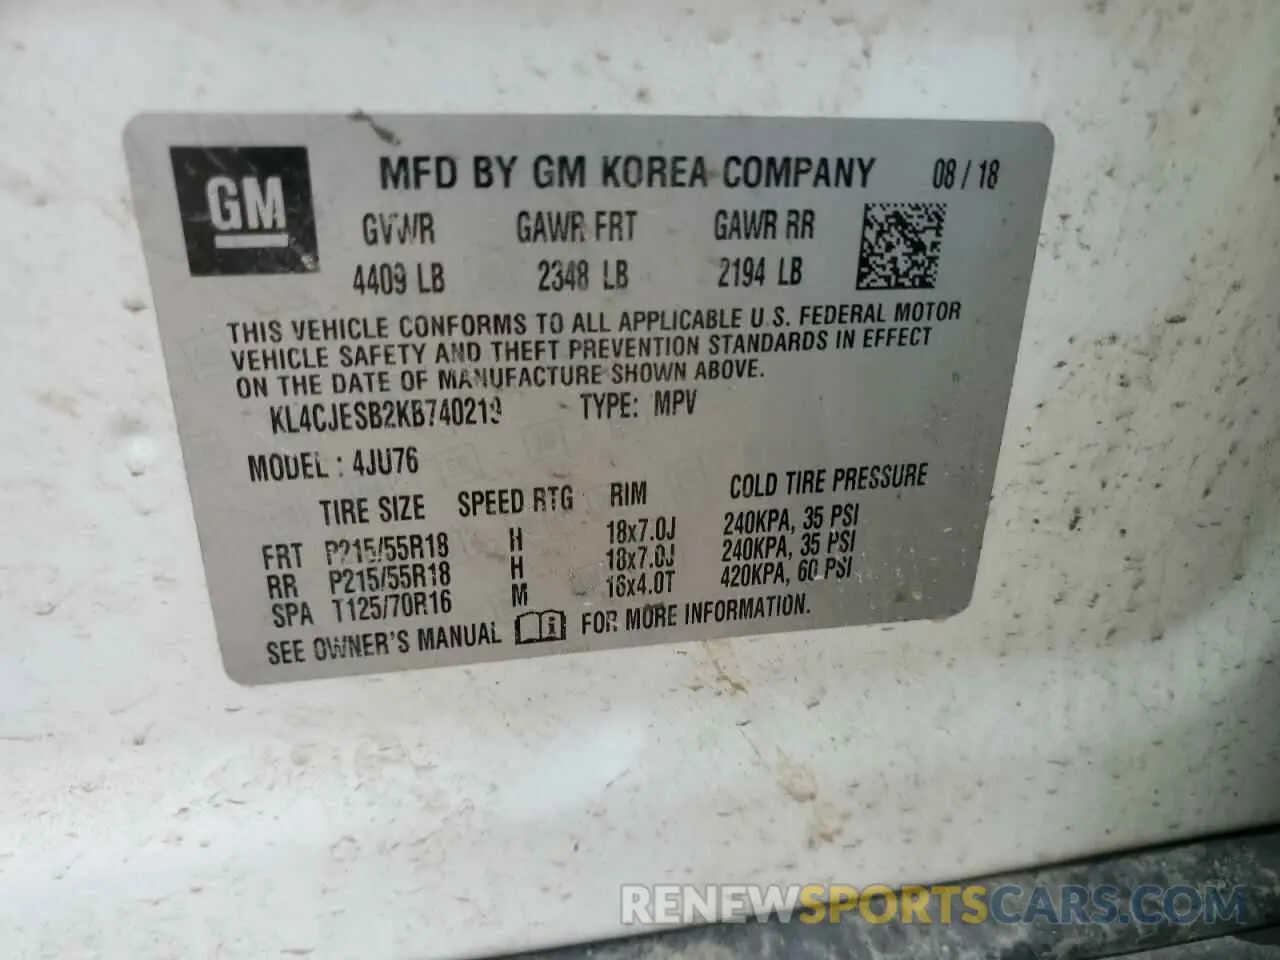 GM
MFD BY GM KOREA COMPANY 08 / 18
GVWR GAWR FRT GAWR RR
4409 LB 2348 LB 2194 LB
THIS VEHICLE CONFORMS TO ALL APPLICABLE U.S. FEDERAL MOTOR
VEHICLE SAFETY AND THEFT PREVENTION STANDARDS IN EFFECT
ON THE DATE OF MANUFACTURE SHOWN ABOVE.
KL4CJESB2KB740219 TYPE: MPV
MODEL : 4JU76
TIRE SIZE SPEED RTG RIM COLD TIRE PRESSURE
FRT P215/55R18 H 18x7.0J 240KPA, 35 PSI
RR P215/55R18 H 18x7.0J 240KPA, 35 PSI
SPA T125/70R16 M 16x4.0T 420KPA, 60 PSI
SEE OWNER'S MANUAL FOR MORE INFORMATION.
RENEWSPORTSCARS.COM